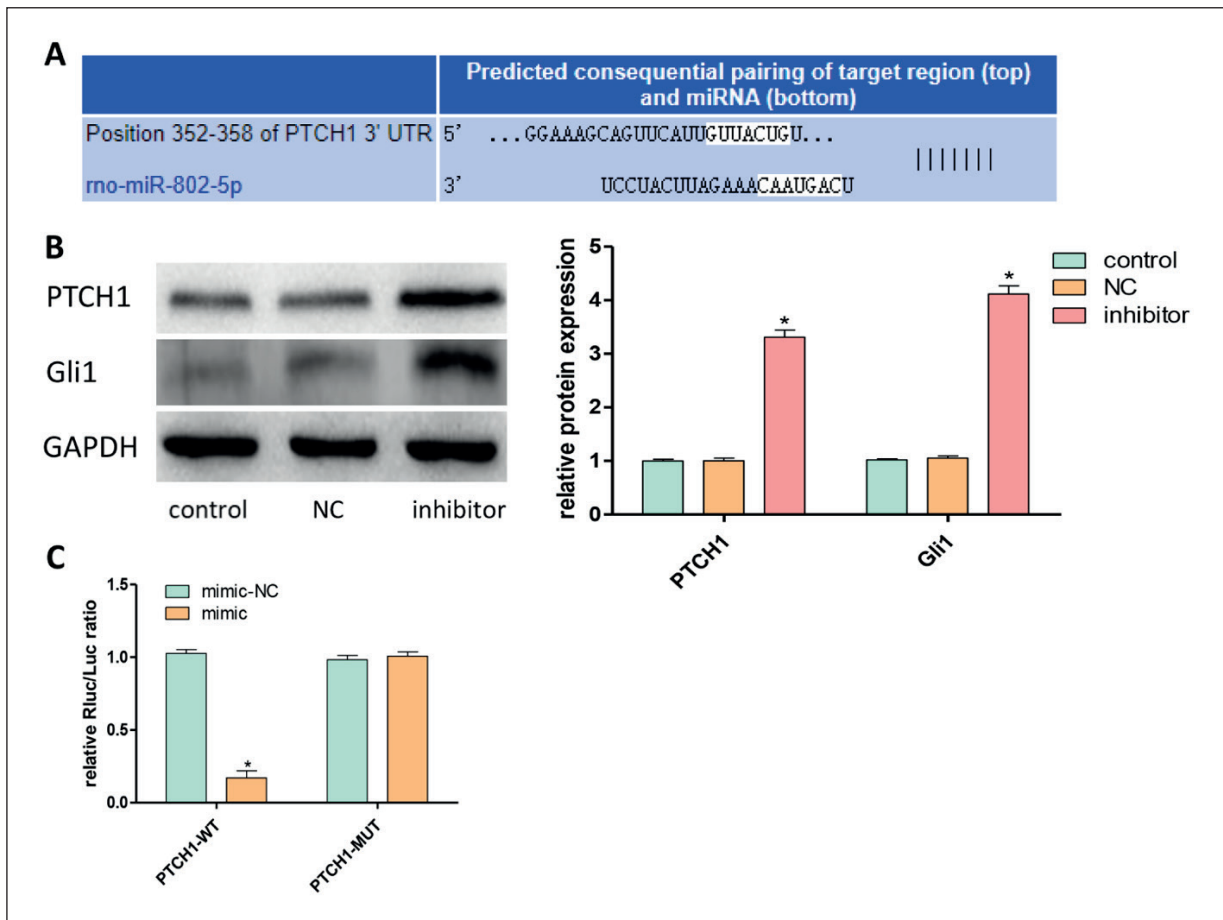 A
Predicted consequential pairing of target region (top)
and miRNA (bottom)
Position 352-358 of PTCH1 3' UTR 5' ...GGAAAGCAGUUCAUUGUUACUGU...
|||||||
rno-miR-802-5p 3' UCCUACUUAGAAACAAUGACU
B
PTCH1
Gli1
GAPDH
control NC inhibitor
relative protein expression
5
4
3
2
1
0
*
*
PTCH1
Gli1
control
NC
inhibitor
C
relative Rluc/Luc ratio
1.5
1.0
0.5
0.0
mimic-NC
mimic
*
PTCH1-WT
PTCH1-MUT